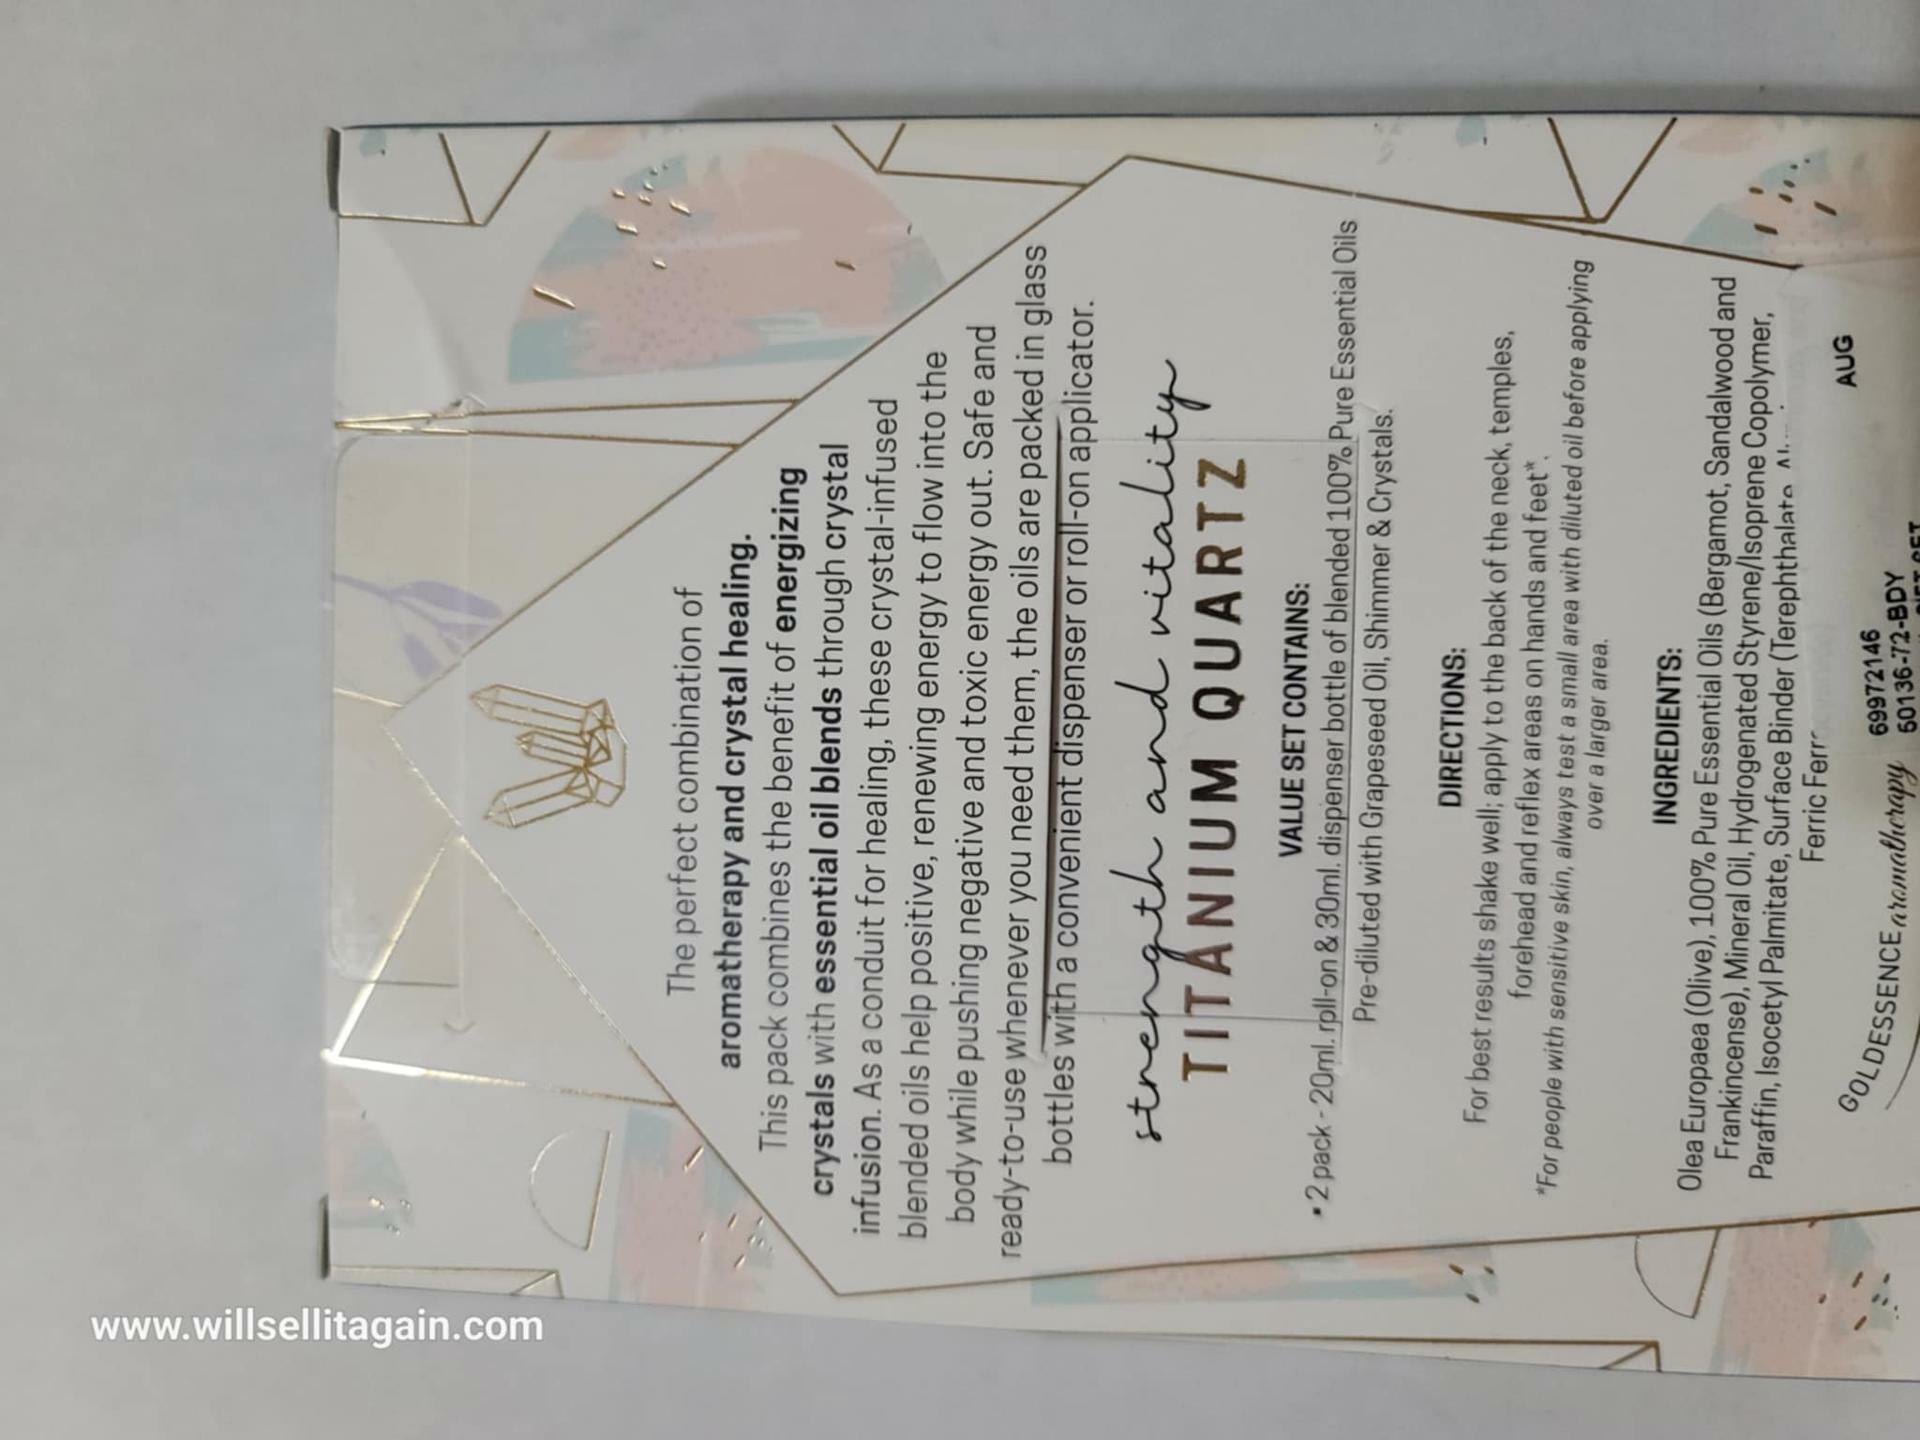 The perfect combination of
aromatherapy and crystal healing.
This pack combines the benefit of energizing
crystals with essential oil blends through crystal
infusion. As a conduit for healing, these crystal-infused
blended oils help positive, renewing energy to flow into the
body while pushing negative and toxic energy out. Safe and
ready-to-use whenever you need them, the oils are packed in glass
bottles with a convenient dispenser or roll-on applicator.
strength and vitality
TITANIUM QUARTZ
VALUE SET CONTAINS:
• 2 pack - 20ml. roll-on & 30ml. dispenser bottle of blended 100% Pure Essential Oils
Pre-diluted with Grapeseed Oil, Shimmer & Crystals.
DIRECTIONS:
For best results shake well; apply to the back of the neck, temples,
forehead and reflex areas on hands and feet*.
*For people with sensitive skin, always test a small area with diluted oil before applying
over a larger area.
INGREDIENTS:
Olea Europaea (Olive), 100% Pure Essential Oils (Bergamot, Sandalwood and
Frankincense), Mineral Oil, Hydrogenated Styrene/Isoprene Copolymer,
Paraffin, Isocetyl Palmitate, Surface Binder (Terephthalate
Ferric
AUG
69972146
50136-72-BDY
GOLDESSENCE aromatherapy
www.willsellitagain.com